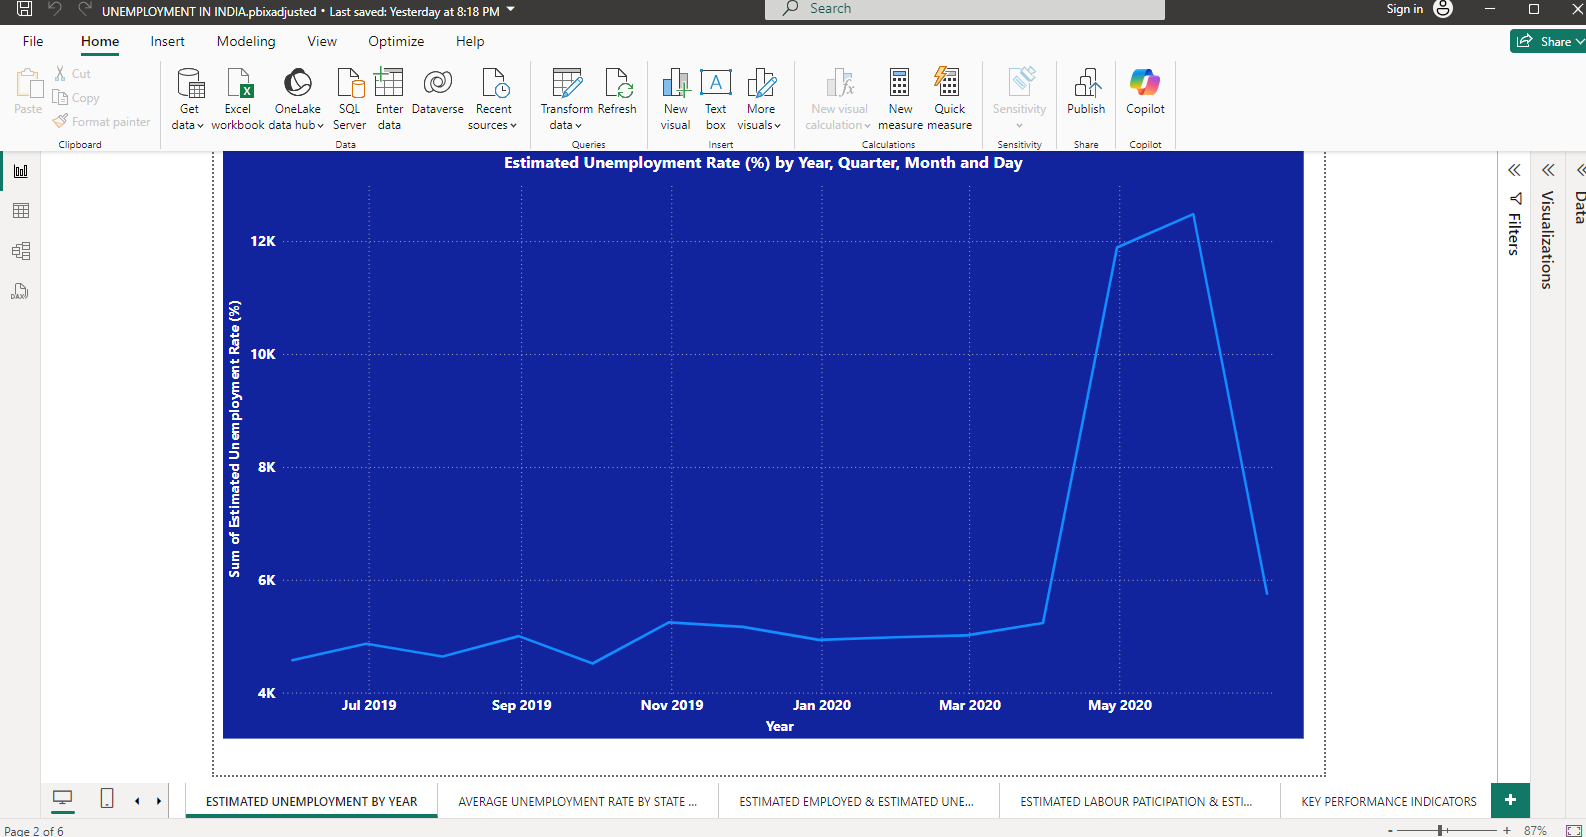 UNEMPLOYMENT IN INDIA.pbixadjusted • Last saved: Yesterday at 8:18 PM
Search
Sign in
File Home Insert Modeling View Optimize Help
Share
Paste
Cut
Copy
Format painter
Clipboard
Get data
Excel workbook
OneLake data hub
SQL Server
Enter data
Dataverse
Recent sources
Data
Transform data
Refresh
Queries
New visual
Text box
More visuals
Insert
New visual calculation
New measure
Quick measure
Calculations
Sensitivity
Sensitivity
Publish
Share
Copilot
Copilot
DAX
Estimated Unemployment Rate (%) by Year, Quarter, Month and Day
Sum of Estimated Unemployment Rate (%)
12K
10K
8K
6K
4K
Jul 2019 Sep 2019 Nov 2019 Jan 2020 Mar 2020 May 2020
Year
Filters
Visualizations
Data
ESTIMATED UNEMPLOYMENT BY YEAR
AVERAGE UNEMPLOYMENT RATE BY STATE ...
ESTIMATED EMPLOYED & ESTIMATED UNE...
ESTIMATED LABOUR PATICIPATION & ESTI...
KEY PERFORMANCE INDICATORS
Page 2 of 6
- + 87%